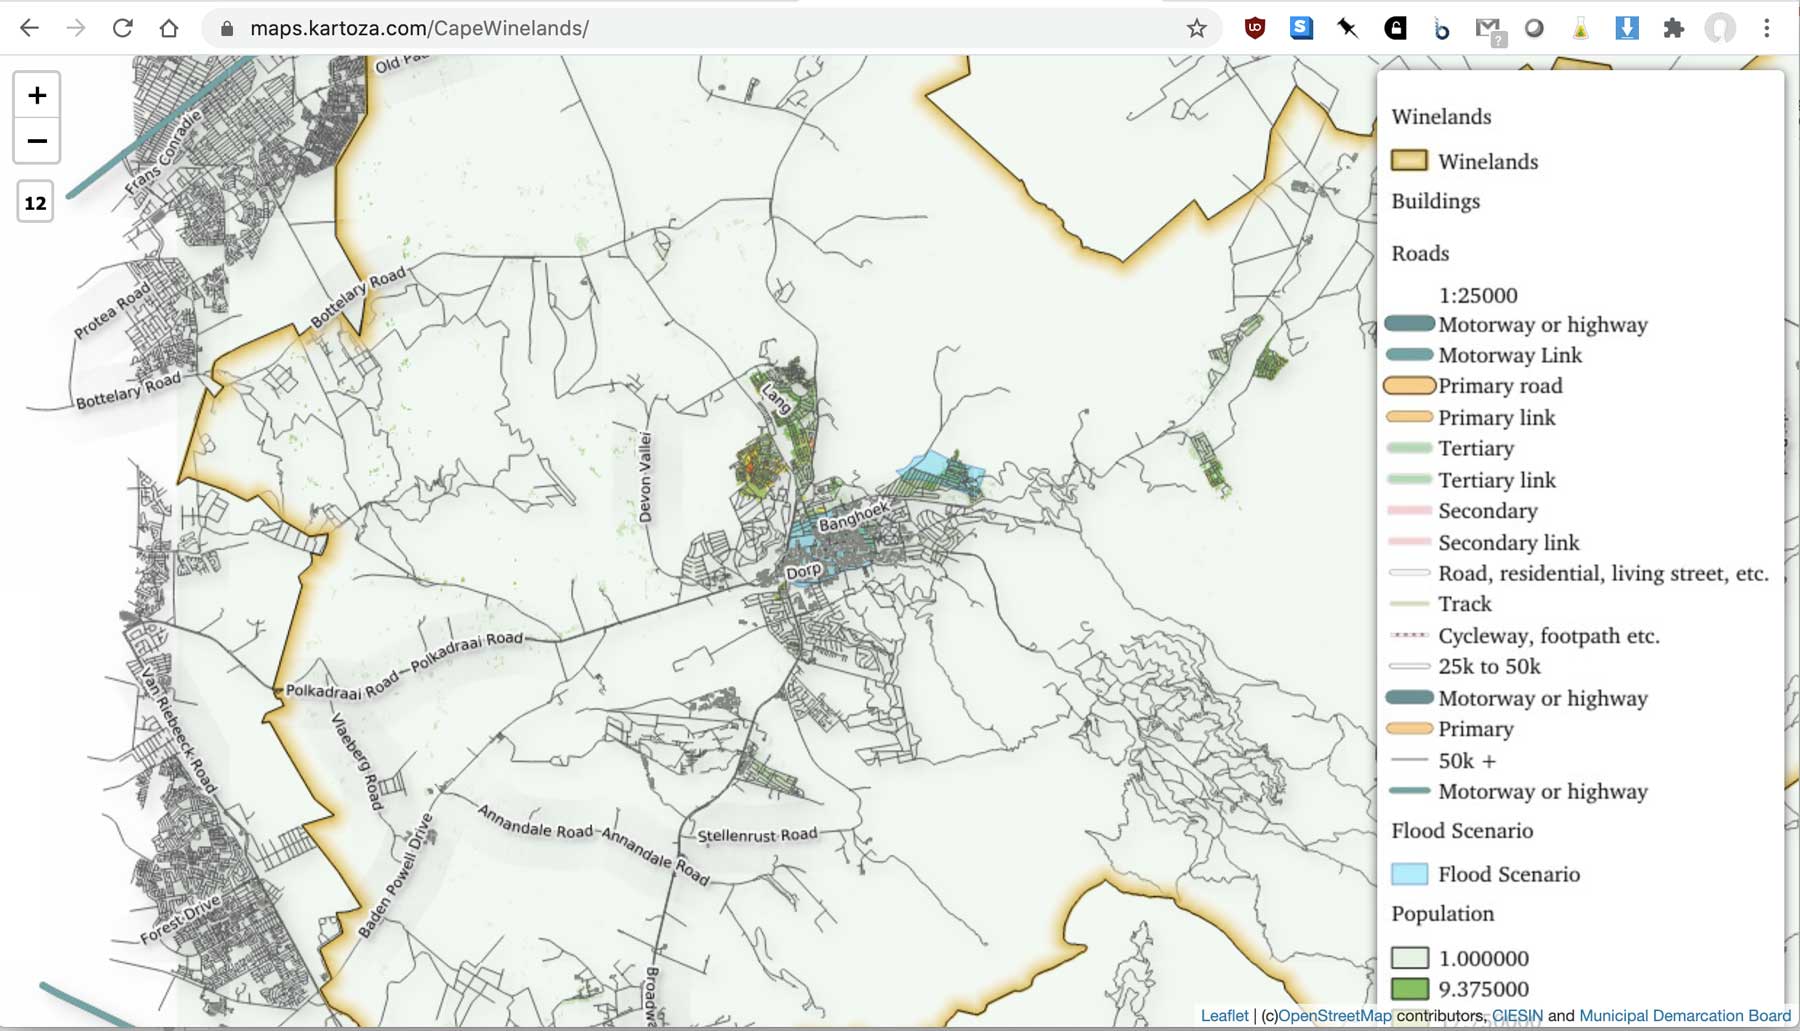 maps.kartoza.com/CapeWinelands/
+
−
12
Frans Conradie
Protea Road
Bottelary Road
Bottelary Road
Devon Vallei
Lang
Banghoek
Dorp
Polkadraai Road
Polkadraai Road
Van Riebeeck Road
Vlaeberg Road
Annandale Road
Annandale Road
Stellenrust Road
Baden Powell Drive
Forest Drive
Winelands
Winelands
Buildings
Roads
1:25000
Motorway or highway
Motorway Link
Primary road
Primary link
Tertiary
Tertiary link
Secondary
Secondary link
Road, residential, living street, etc.
Track
Cycleway, footpath etc.
25k to 50k
Motorway or highway
Primary
50k +
Motorway or highway
Flood Scenario
Flood Scenario
Population
1.000000
9.375000
Leaflet | (c)OpenStreetMap contributors, CIESIN and Municipal Demarcation Board